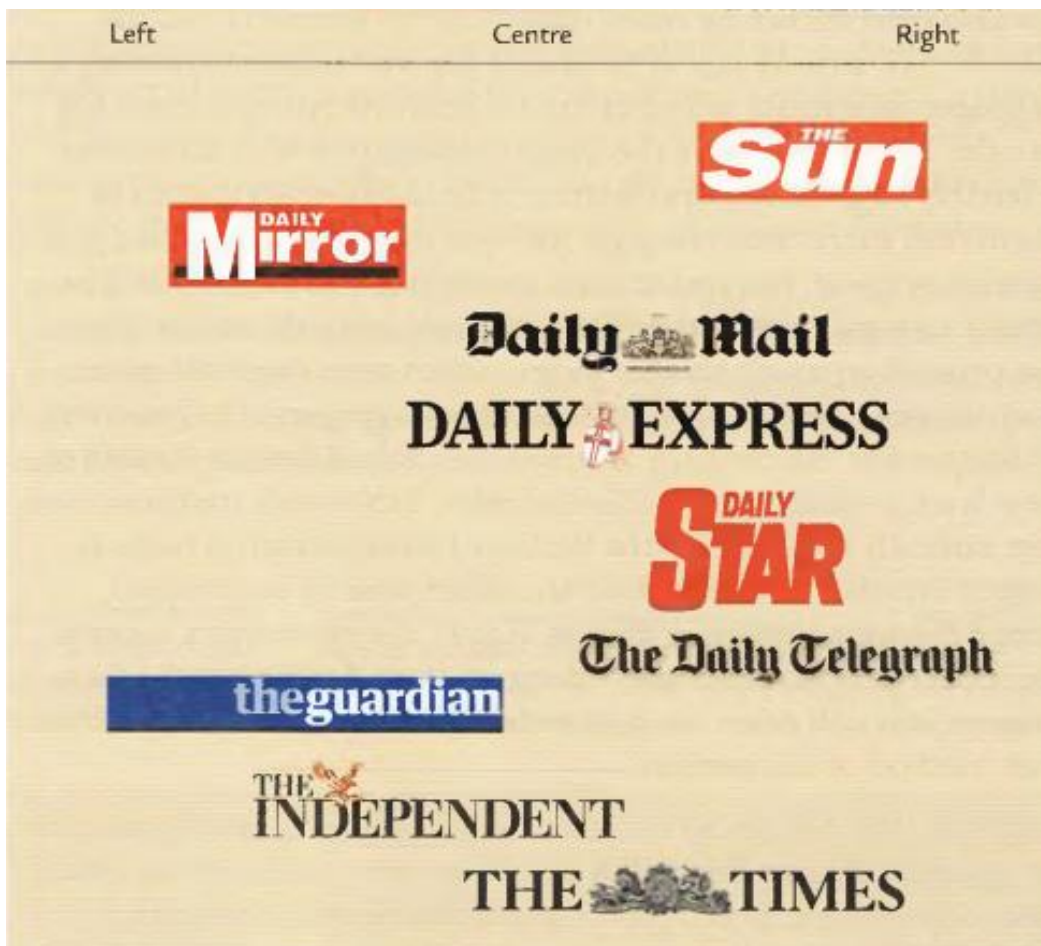 Left Centre Right
THE Sun
DAILY Mirror
Daily Mail
DAILY EXPRESS
DAILY STAR
The Daily Telegraph
theguardian
THE INDEPENDENT
THE TIMES